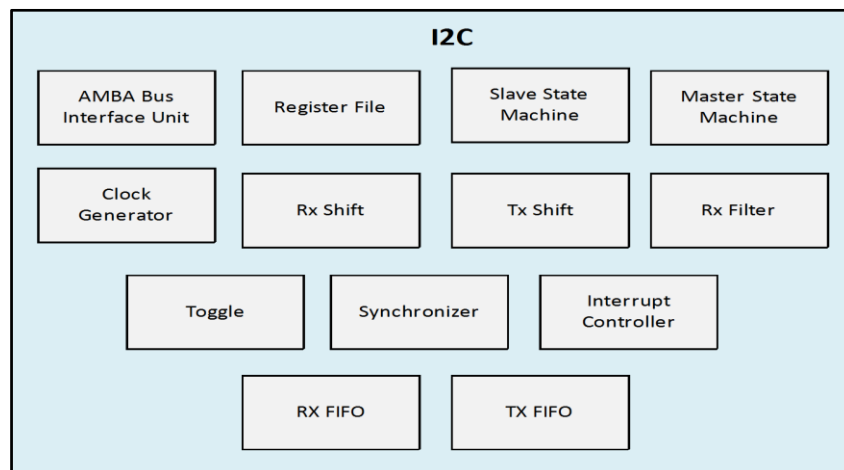 I2C
AMBA Bus
Interface Unit
Register File
Slave State
Machine
Master State
Machine
Clock
Generator
Rx Shift
Tx Shift
Rx Filter
Toggle
Synchronizer
Interrupt
Controller
RX FIFO
TX FIFO